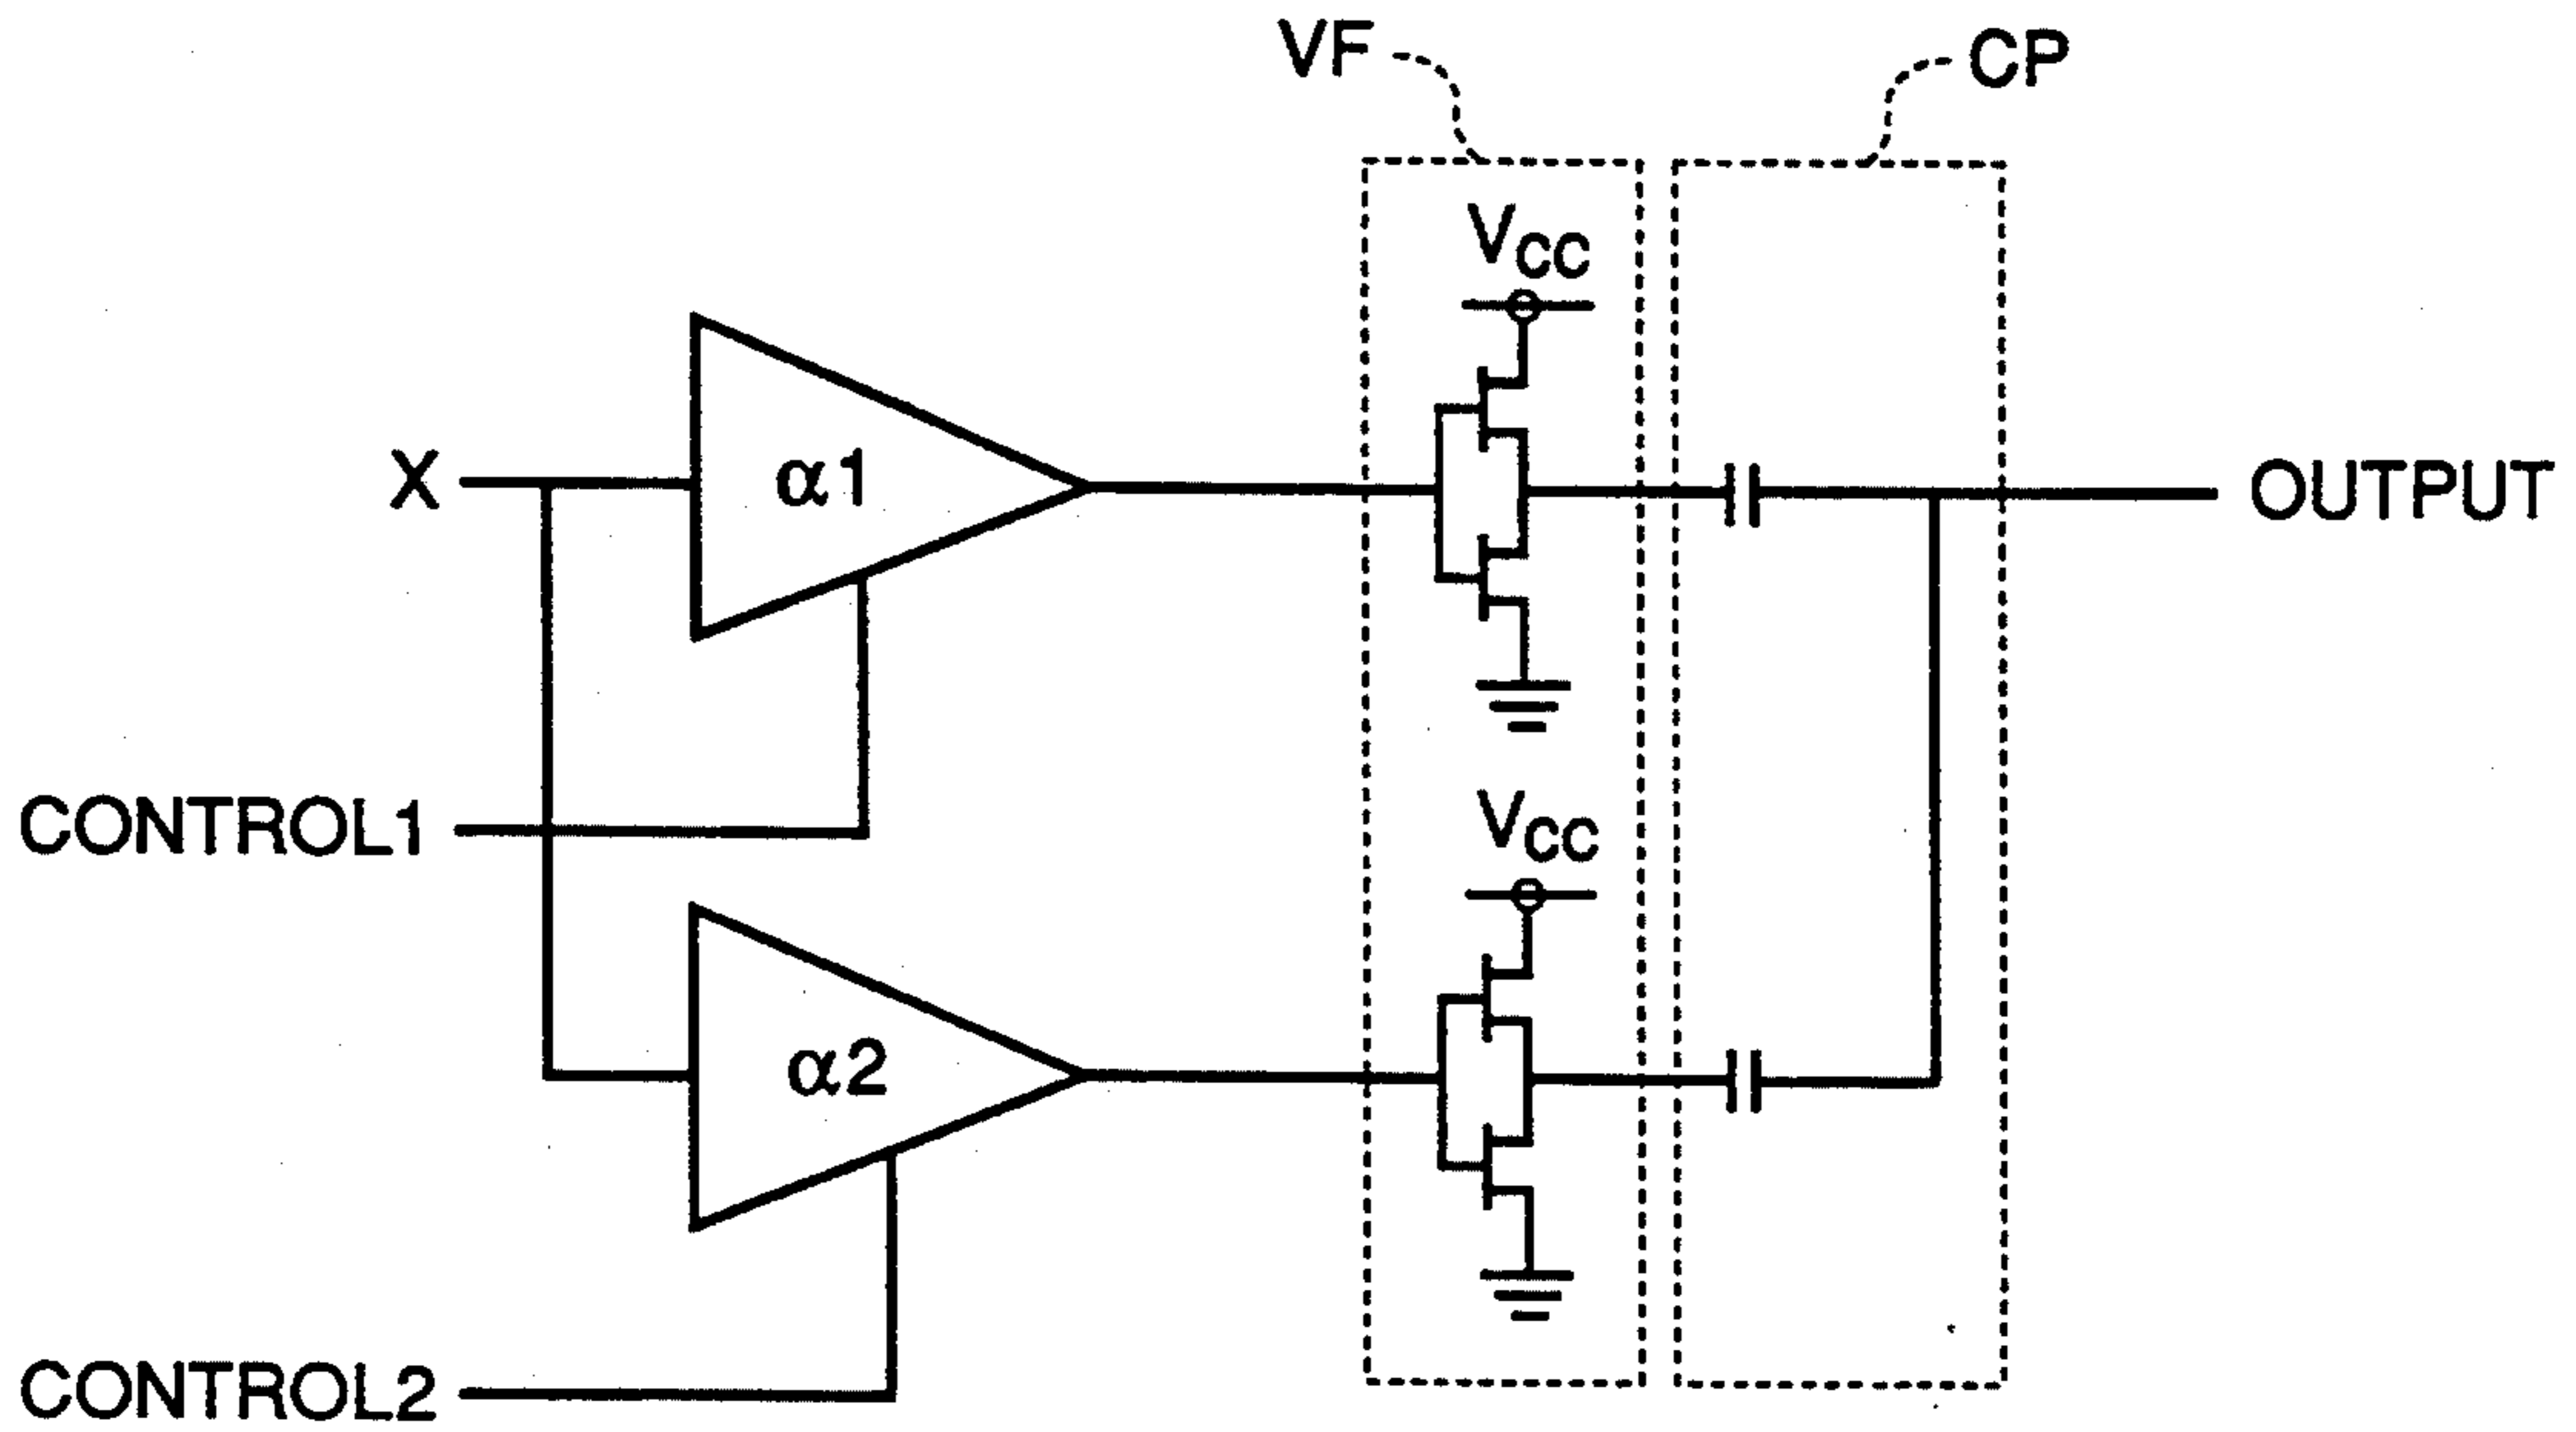 VF
CP
VCC
X
α1
OUTPUT
CONTROL1
VCC
α2
CONTROL2